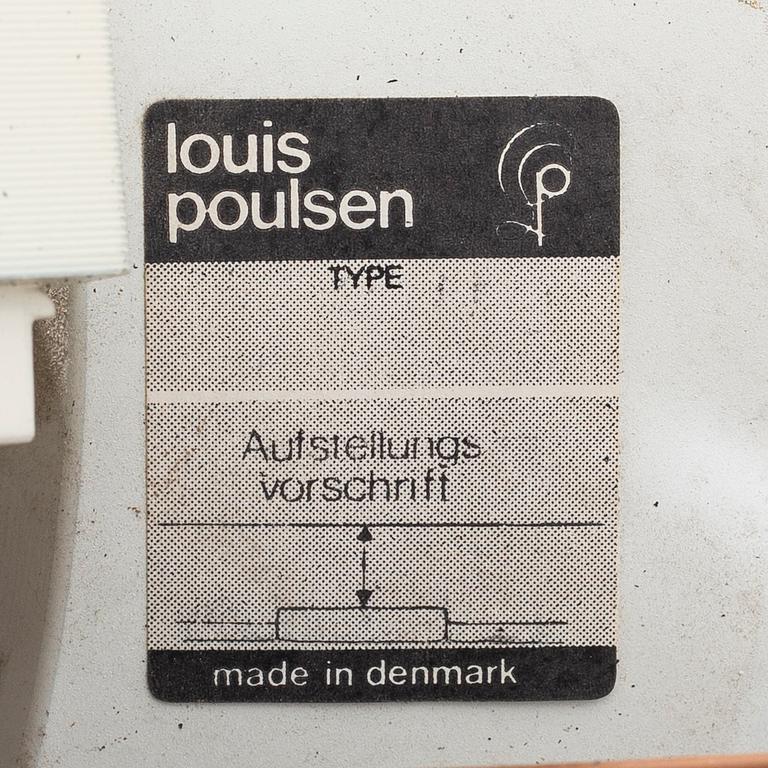 louis
poulsen
p
TYPE
Aufstellungs
vorschrift
made in denmark